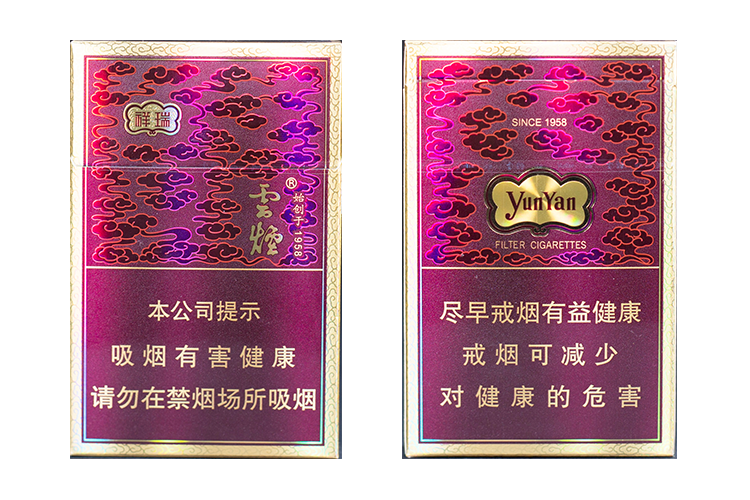 祥瑞
雲煙®
始创于1958
本公司提示
吸烟有害健康
请勿在禁烟场所吸烟
SINCE 1958
YunYan
FILTER CIGARETTES
尽早戒烟有益健康
戒烟可减少
对健康的危害